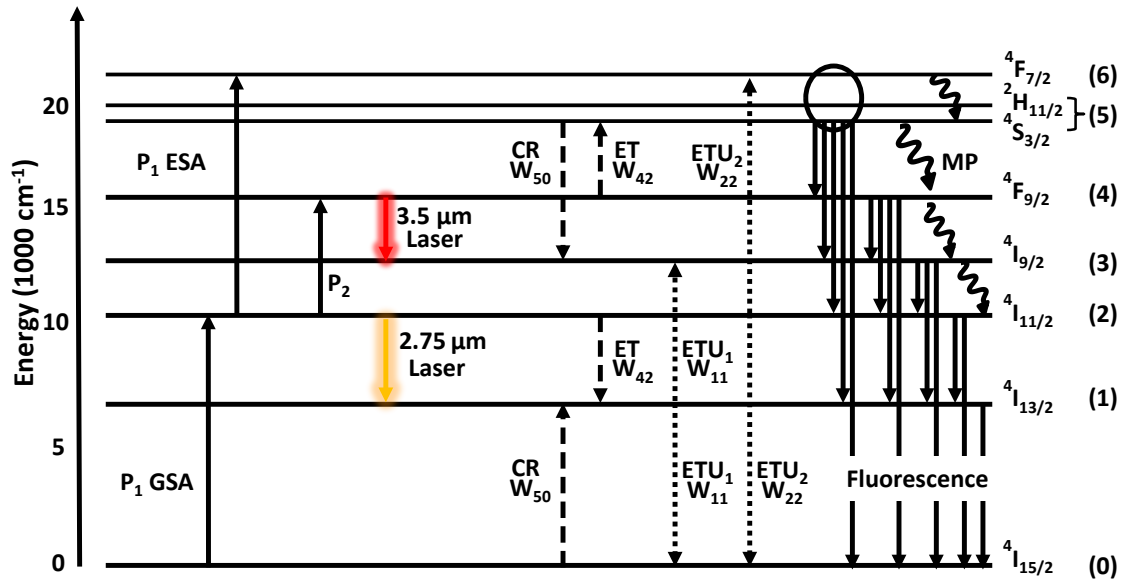 Energy (1000 cm⁻¹)
20
15
10
5
0
P₁ ESA
P₁ GSA
P₂
3.5 µm
Laser
2.75 µm
Laser
CR
W₅₀
ET
W₄₂
ETU₂
W₂₂
ET
W₄₂
ETU₁
W₁₁
CR
W₅₀
ETU₁
W₁₁
ETU₂
W₂₂
MP
Fluorescence
⁴F₇/₂ (6)
²H₁₁/₂
(5)
⁴S₃/₂
⁴F₉/₂ (4)
⁴I₉/₂ (3)
⁴I₁₁/₂ (2)
⁴I₁₃/₂ (1)
⁴I₁₅/₂ (0)